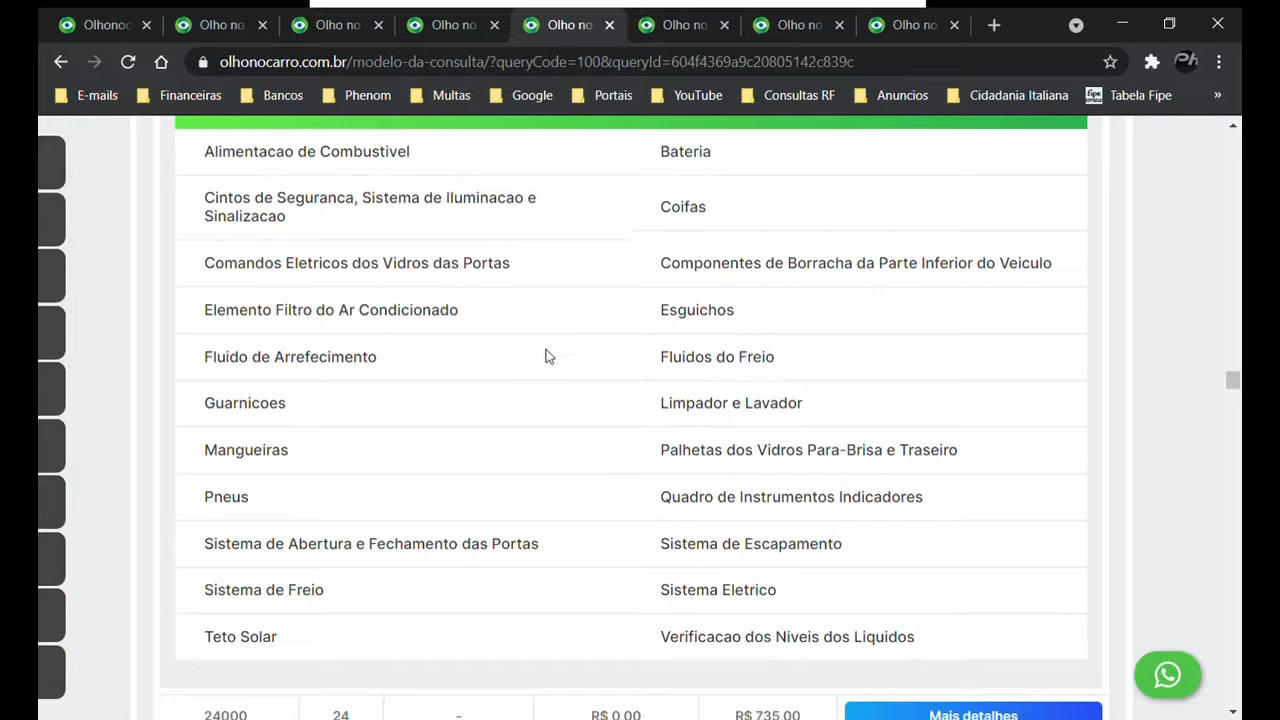 Olhonoc
Olho no
Olho no
Olho no
Olho no
Olho no
Olho no
Olho no
olhonocarro.com.br/modelo-da-consulta/?queryCode=100&queryId=604f4369a9c20805142c839c
E-mails
Financeiras
Bancos
Phenom
Multas
Google
Portais
YouTube
Consultas RF
Anuncios
Cidadania Italiana
Tabela Fipe
»
Alimentacao de Combustivel
Bateria
Cintos de Seguranca, Sistema de Iluminacao e
Sinalizacao
Coifas
Comandos Eletricos dos Vidros das Portas
Componentes de Borracha da Parte Inferior do Veiculo
Elemento Filtro do Ar Condicionado
Esguichos
Fluido de Arrefecimento
Fluidos do Freio
Guarnicoes
Limpador e Lavador
Mangueiras
Palhetas dos Vidros Para-Brisa e Traseiro
Pneus
Quadro de Instrumentos Indicadores
Sistema de Abertura e Fechamento das Portas
Sistema de Escapamento
Sistema de Freio
Sistema Eletrico
Teto Solar
Verificacao dos Niveis dos Liquidos
24000
24
-
R$ 0,00
R$ 735,00
Mais detalhes